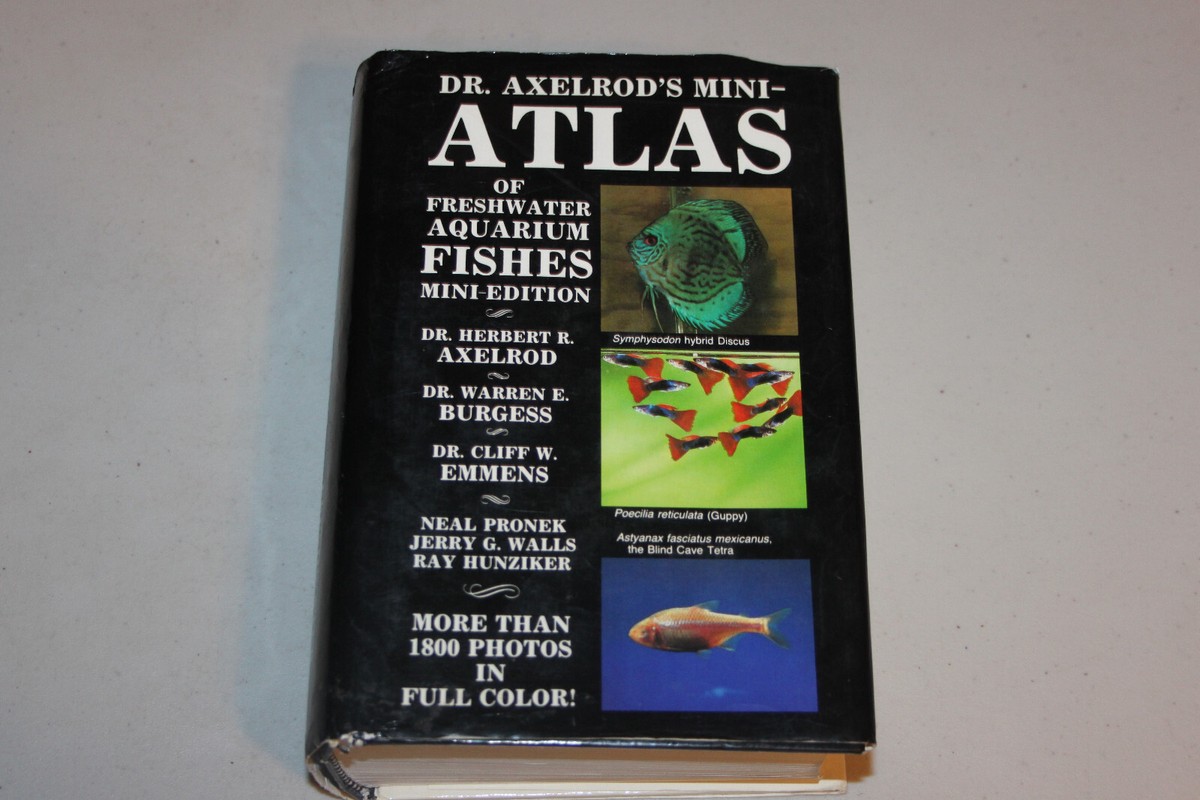 DR. AXELROD'S MINI-
ATLAS
OF
FRESHWATER
AQUARIUM
FISHES
MINI-EDITION
DR. HERBERT R.
AXELROD
DR. WARREN E.
BURGESS
DR. CLIFF W.
EMMENS
NEAL PRONEK
JERRY G. WALLS
RAY HUNZIKER
MORE THAN
1800 PHOTOS
IN
FULL COLOR!
Symphysodon hybrid Discus
Poecilia reticulata (Guppy)
Astyanax fasciatus mexicanus,
the Blind Cave Tetra